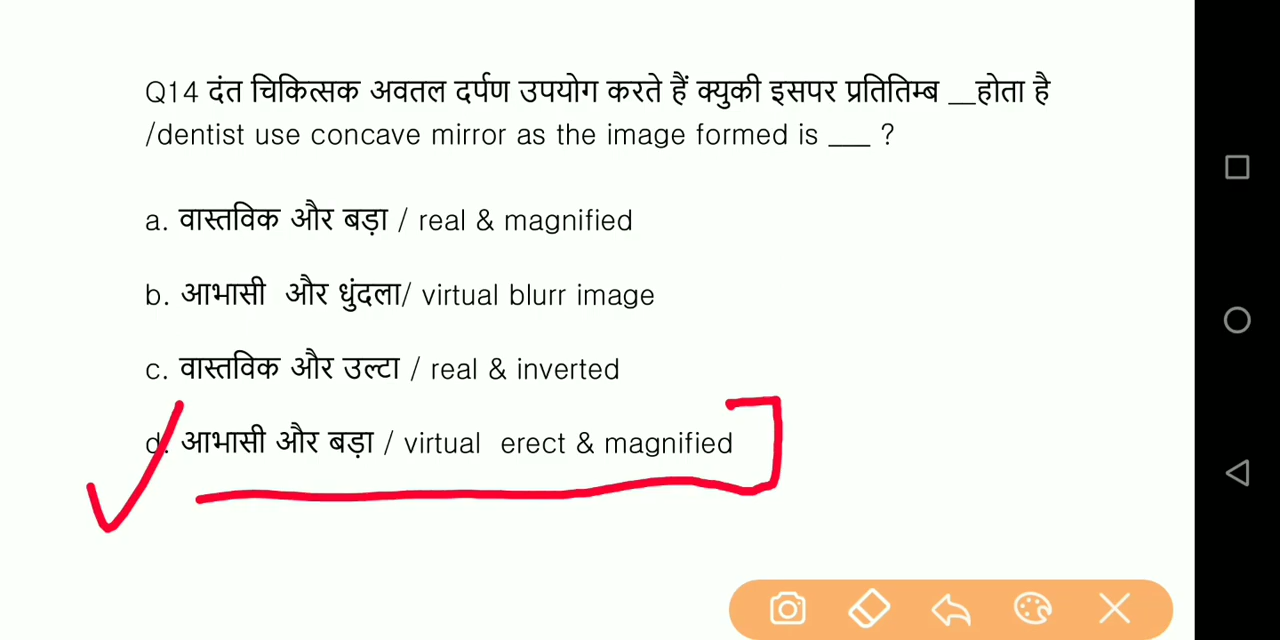 Q14 दंत चिकित्सक अवतल दर्पण उपयोग करते हैं क्युकी इसपर प्रतितिम्ब __होता है
/dentist use concave mirror as the image formed is ___ ?
a. वास्तविक और बड़ा / real & magnified
b. आभासी और धुंदला/ virtual blurr image
c. वास्तविक और उल्टा / real & inverted
d. आभासी और बड़ा / virtual erect & magnified